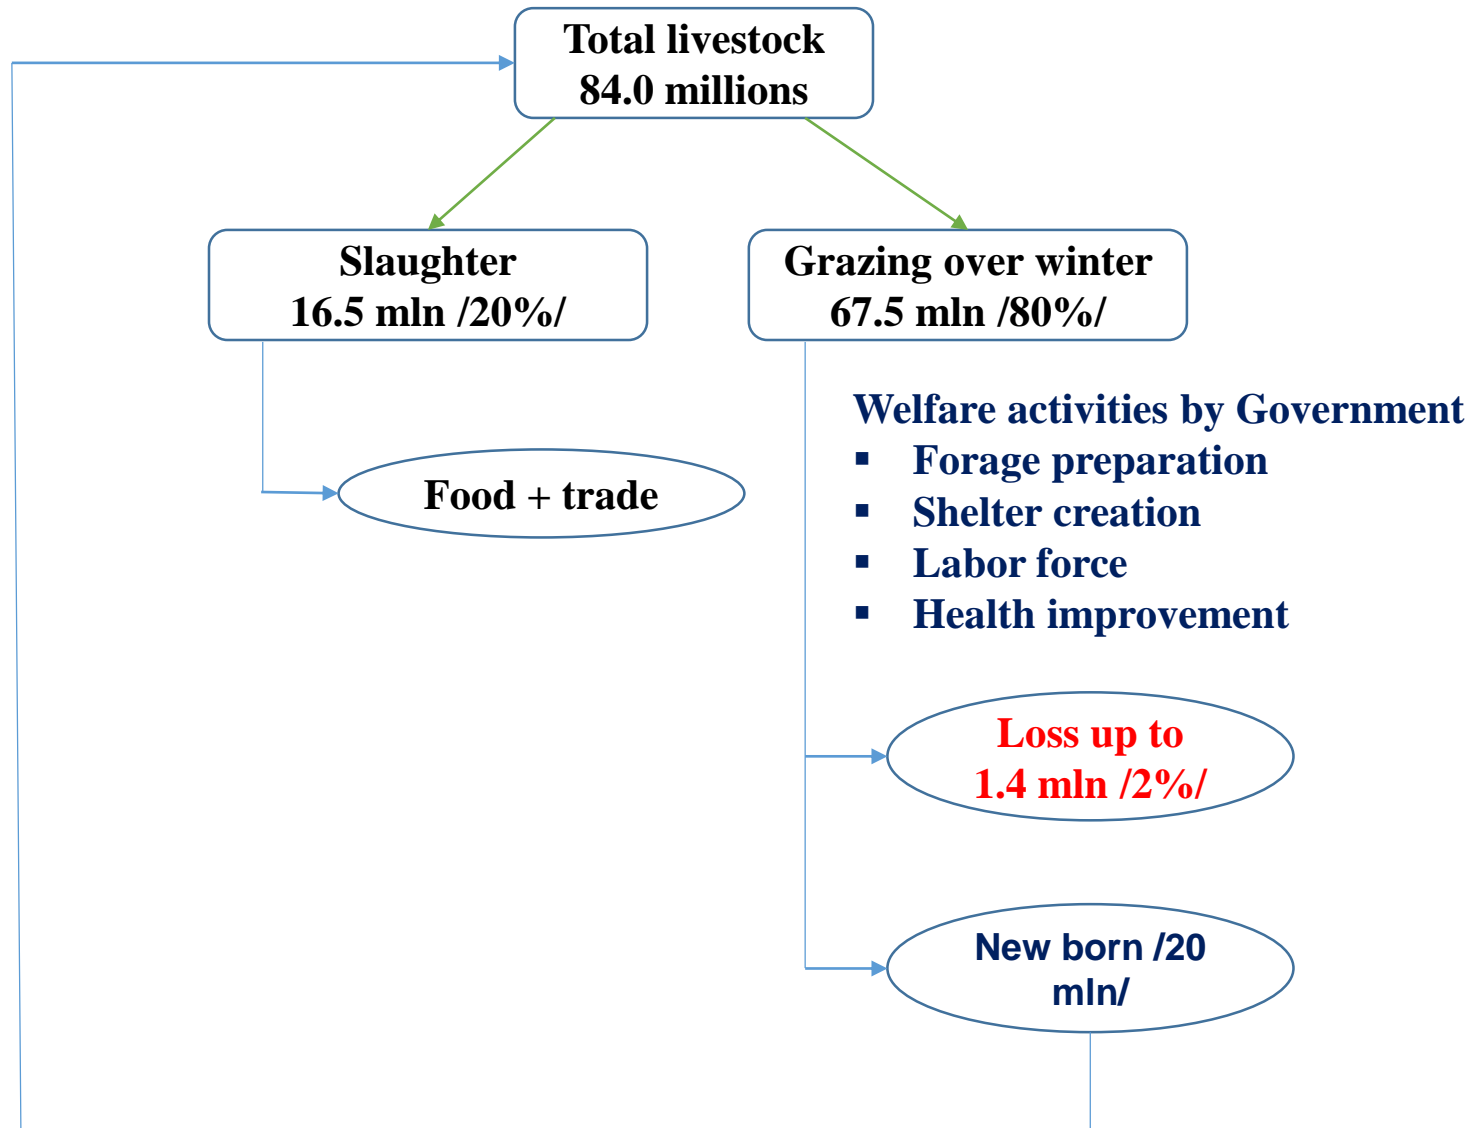 Total livestock
84.0 millions
Slaughter
16.5 mln /20%/
Grazing over winter
67.5 mln /80%/
Food + trade
Welfare activities by Government
▪ Forage preparation
▪ Shelter creation
▪ Labor force
▪ Health improvement
Loss up to
1.4 mln /2%/
New born /20
mln/